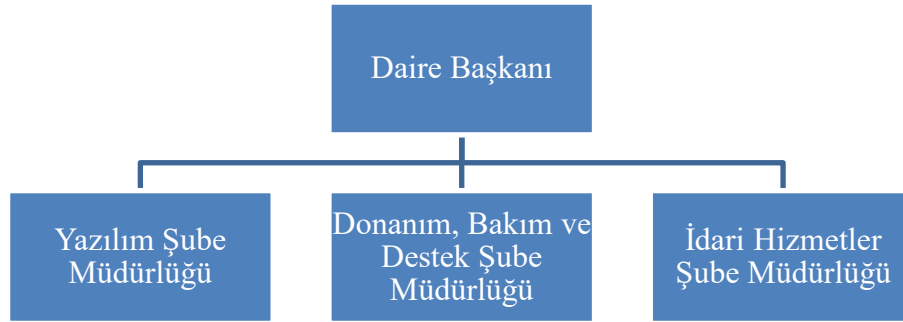 Daire Başkanı
Yazılım Şube
Müdürlüğü
Donanım, Bakım ve
Destek Şube
Müdürlüğü
İdari Hizmetler
Şube Müdürlüğü